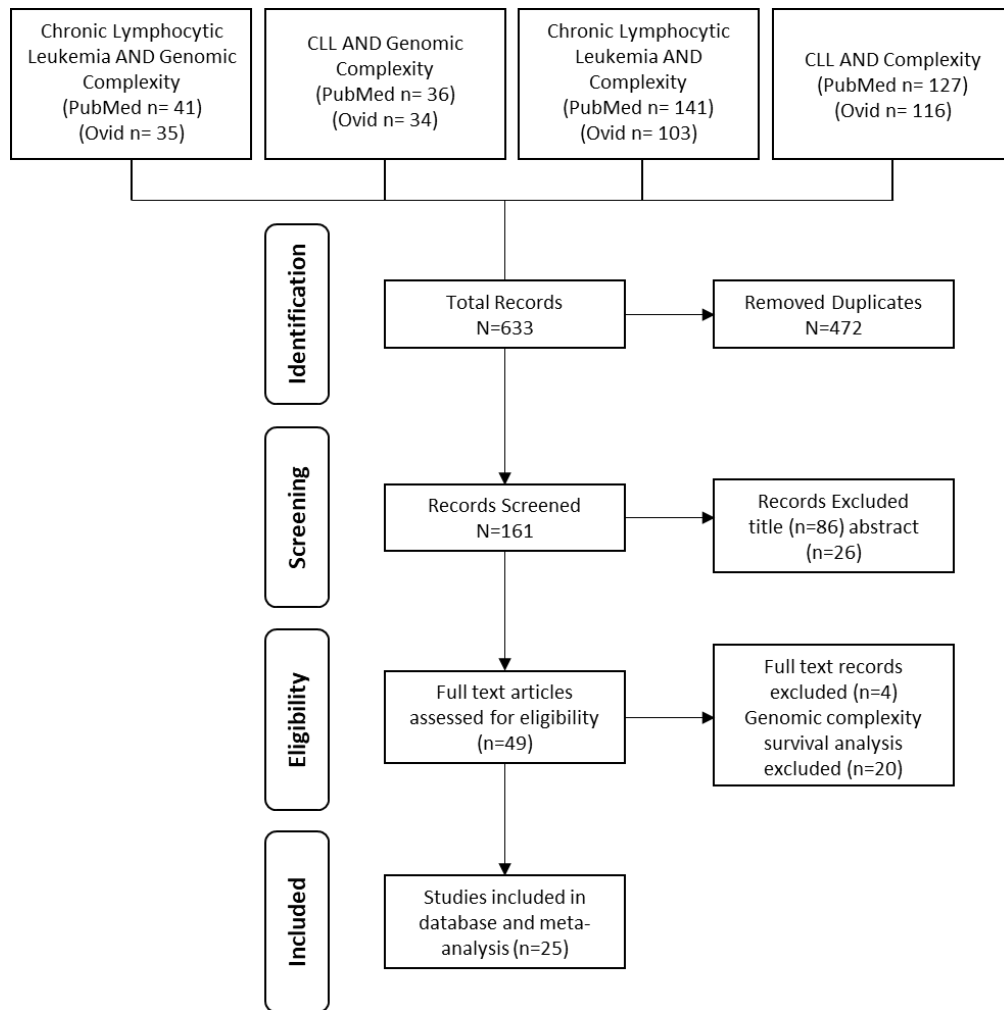 Chronic Lymphocytic
Leukemia AND Genomic
Complexity
(PubMed n= 41)
(Ovid n= 35)
CLL AND Genomic
Complexity
(PubMed n= 36)
(Ovid n= 34)
Chronic Lymphocytic
Leukemia AND
Complexity
(PubMed n= 141)
(Ovid n= 103)
CLL AND Complexity
(PubMed n= 127)
(Ovid n= 116)
Identification
Total Records
N=633
Removed Duplicates
N=472
Screening
Records Screened
N=161
Records Excluded
title (n=86) abstract
(n=26)
Eligibility
Full text articles
assessed for eligibility
(n=49)
Full text records
excluded (n=4)
Genomic complexity
survival analysis
excluded (n=20)
Included
Studies included in
database and meta-
analysis (n=25)